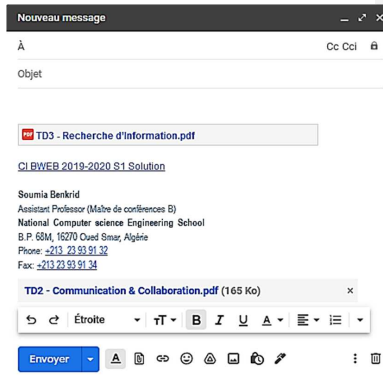 Nouveau message
À Cc Cci
Objet
PDF TD3 - Recherche d'Information.pdf
CI BWEB 2019-2020 S1 Solution
Soumia Benkrid
Assistant Professor (Maître de conférences B)
National Computer science Engineering School
B.P. 68M, 16270 Oued Smar, Algérie
Phone: +213 23 93 91 32
Fax: +213 23 93 91 34
TD2 - Communication & Collaboration.pdf (165 Ko)
Étroite B I U A
Envoyer A